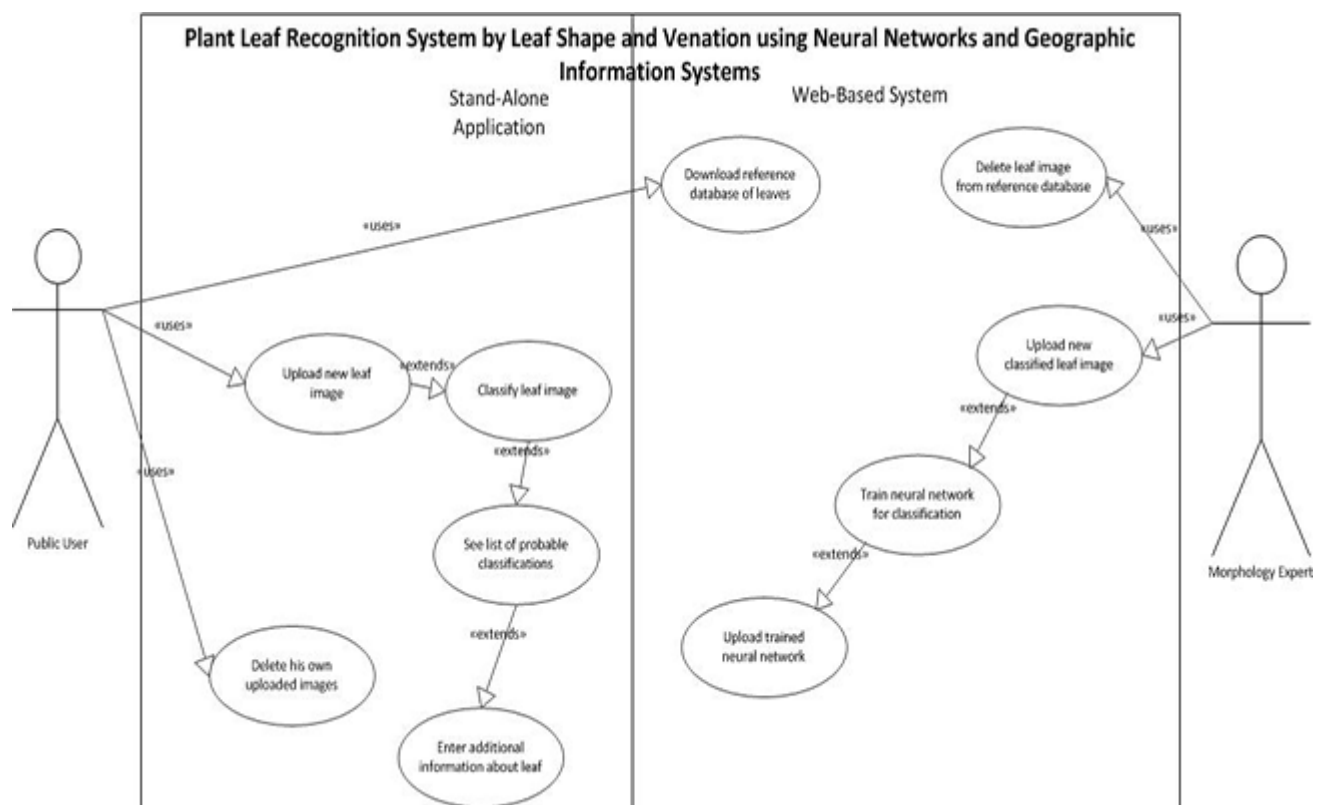 Plant Leaf Recognition System by Leaf Shape and Venation using Neural Networks and Geographic
Information Systems
Stand-Alone
Application
Web-Based System
Download reference
database of leaves
Delete leaf image
from reference database
«uses»
«uses»
«uses»
«uses»
Upload new leaf
image
«extends»
Classify leaf image
Upload new
classified leaf image
«extends»
«extends»
«uses»
Train neural network
for classification
Public User
See list of probable
classifications
«extends»
Morphology Expert
«extends»
Upload trained
neural network
Delete his own
uploaded images
Enter additional
information about leaf